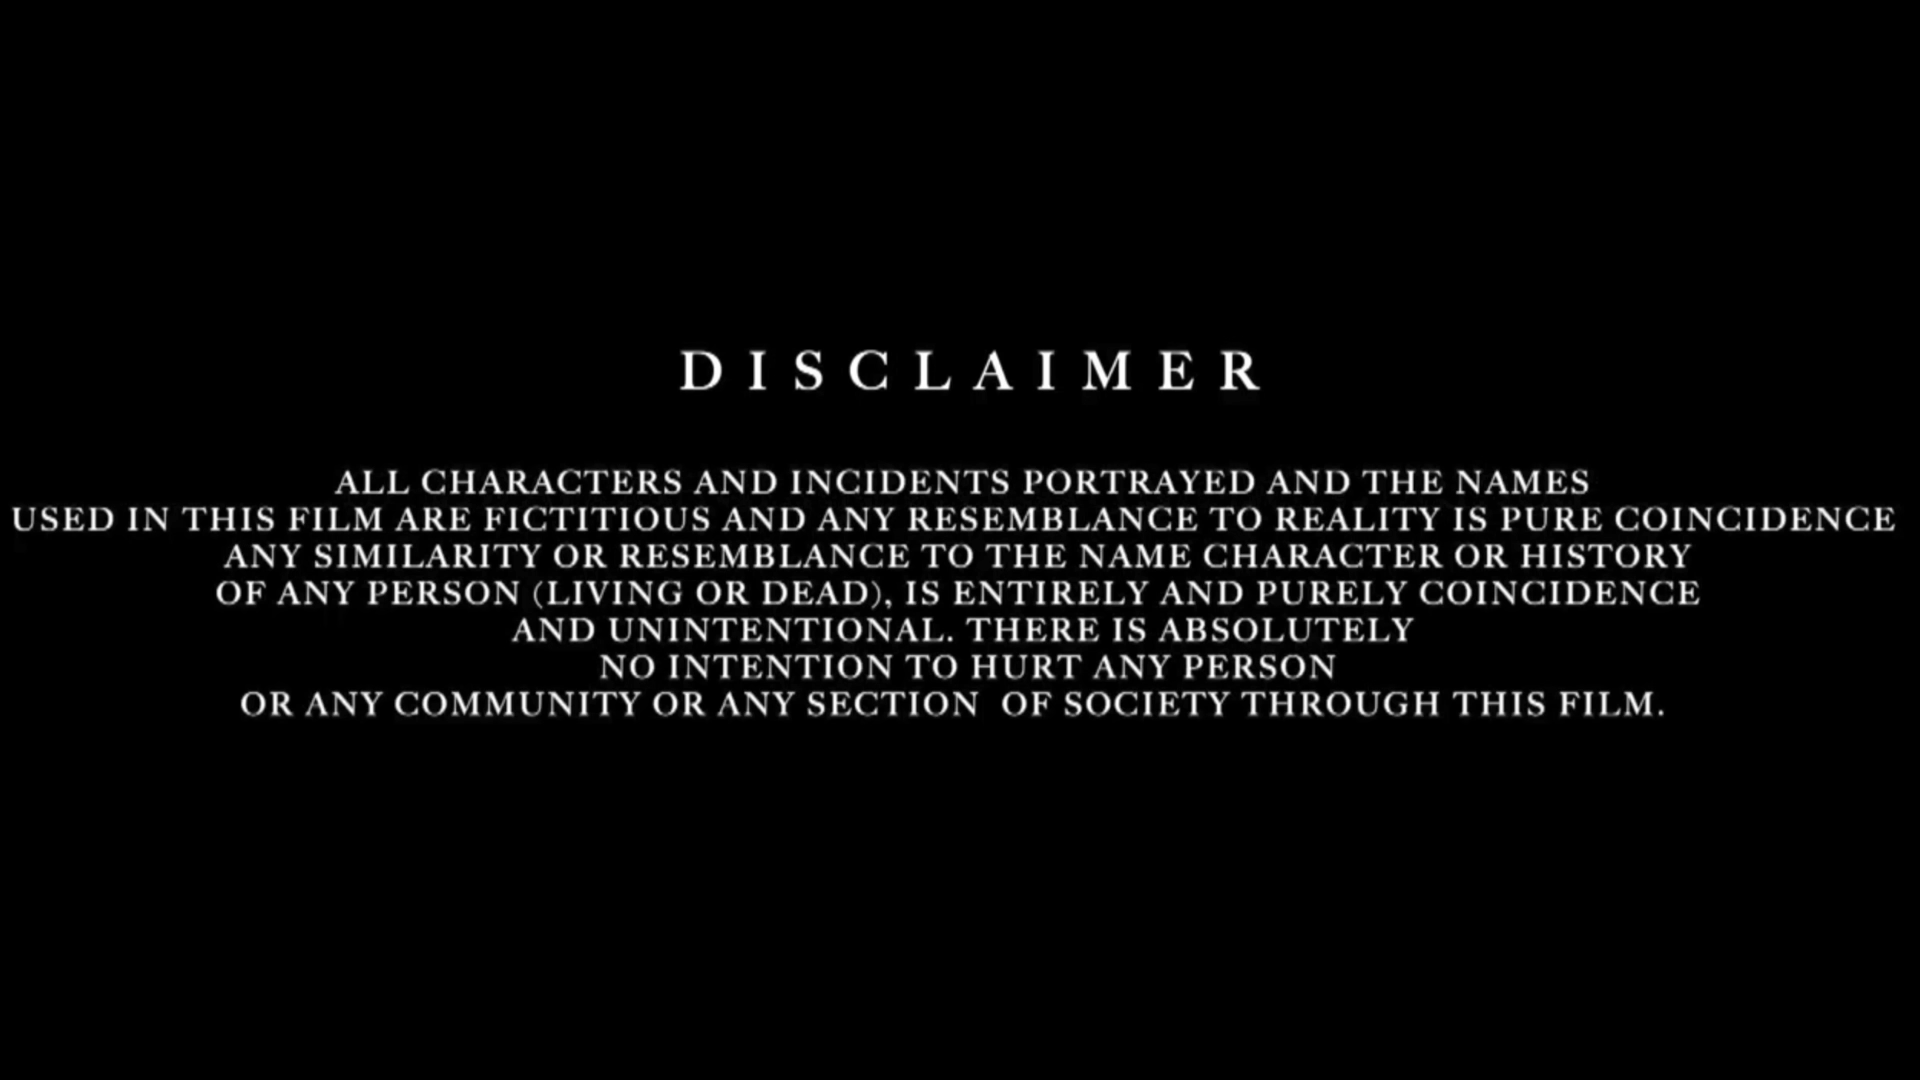 DISCLAIMER
ALL CHARACTERS AND INCIDENTS PORTRAYED AND THE NAMES
USED IN THIS FILM ARE FICTITIOUS AND ANY RESEMBLANCE TO REALITY IS PURE COINCIDENCE
ANY SIMILARITY OR RESEMBLANCE TO THE NAME CHARACTER OR HISTORY
OF ANY PERSON (LIVING OR DEAD), IS ENTIRELY AND PURELY COINCIDENCE
AND UNINTENTIONAL. THERE IS ABSOLUTELY
NO INTENTION TO HURT ANY PERSON
OR ANY COMMUNITY OR ANY SECTION OF SOCIETY THROUGH THIS FILM.